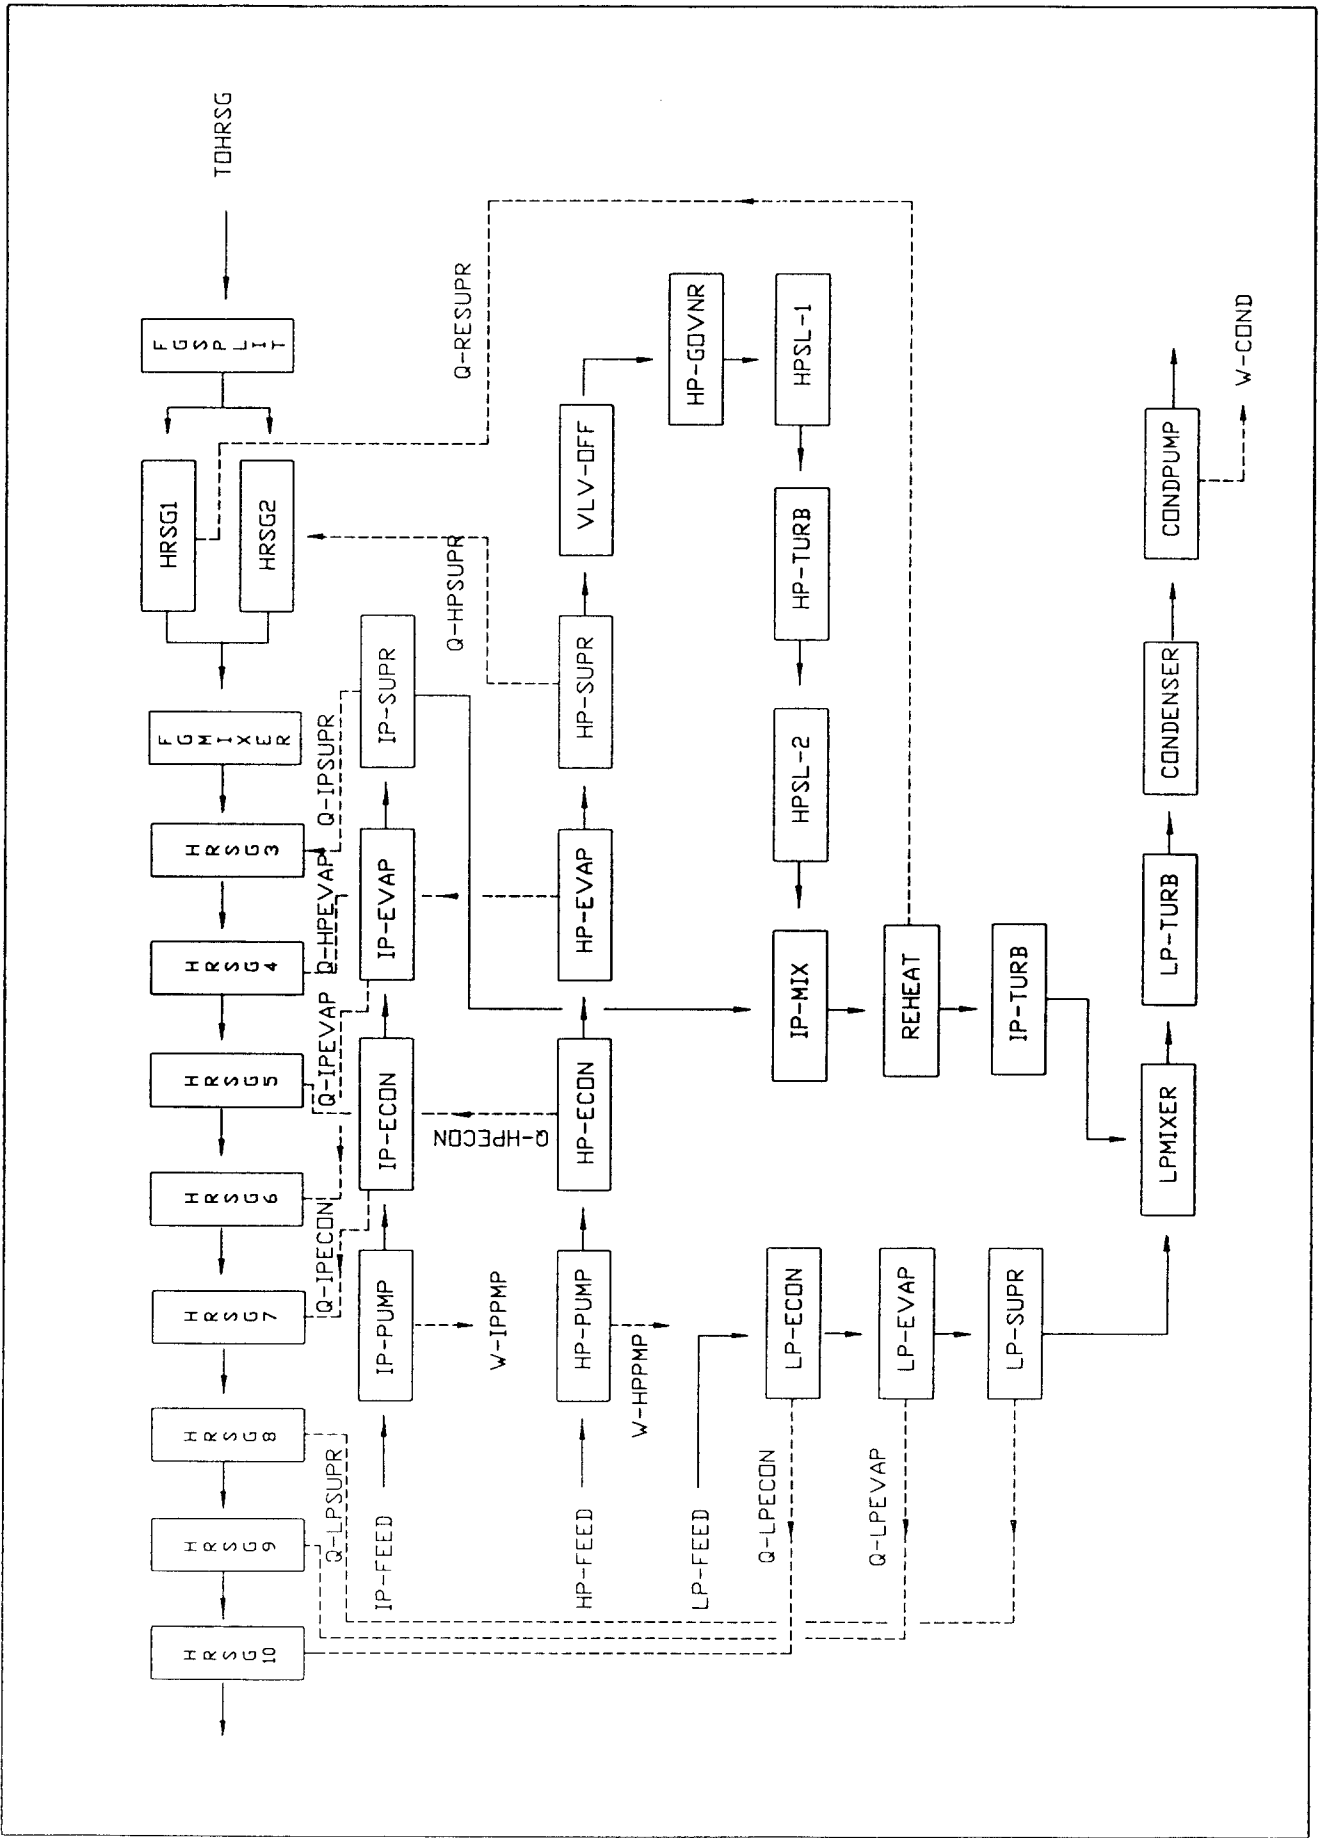 TOHRSG
FGSPLIT
HRSG1
HRSG2
FGMIXER
HRSG3
HRSG4
HRSG5
HRSG6
HRSG7
HRSG8
HRSG9
HRSG10
Q-RESUPR
Q-HPSUPR
Q-IPSUPR
Q-HPEVAP
Q-IPEVAP
Q-HPECON
Q-IPECON
Q-LPSUPR
IP-FEED
IP-PUMP
W-IPPMP
IP-ECON
IP-EVAP
IP-SUPR
HP-FEED
HP-PUMP
W-HPPMP
HP-ECON
HP-EVAP
HP-SUPR
VLV-OFF
HP-GOVNR
HPSL-1
HP-TURB
HPSL-2
IP-MIX
REHEAT
IP-TURB
LP-FEED
LP-ECON
Q-LPECON
LP-EVAP
Q-LPEVAP
LP-SUPR
LPMIXER
LP-TURB
CONDENSER
CONDPUMP
W-COND